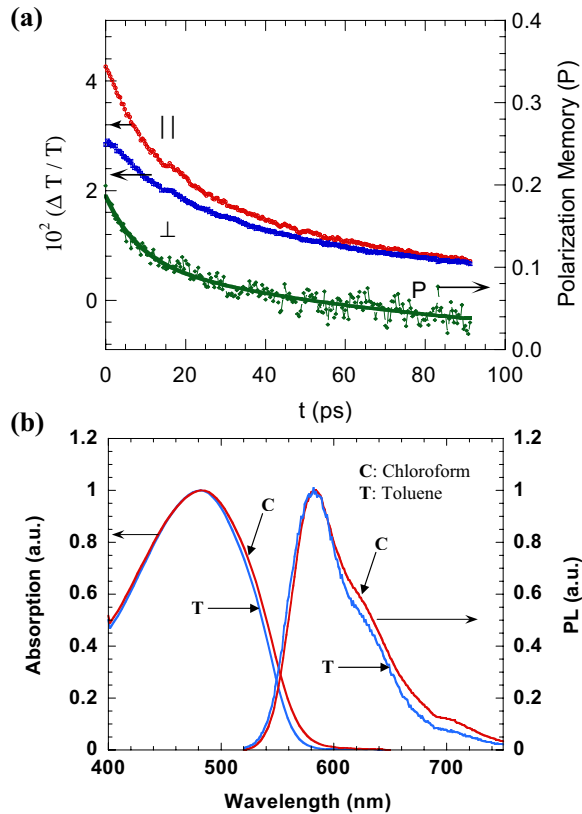 (a)
10² (Δ T / T)
4
2
0
||
⊥
P
0.4
0.3
0.2
0.1
0
Polarization Memory (P)
0 20 40 60 80 100
t (ps)
(b)
Absorption (a.u.)
1.2
1
0.8
0.6
0.4
0.2
0
C: Chloroform
T: Toluene
C
C
T
T
1.2
1
0.8
0.6
0.4
0.2
0
PL (a.u.)
400 500 600 700
Wavelength (nm)